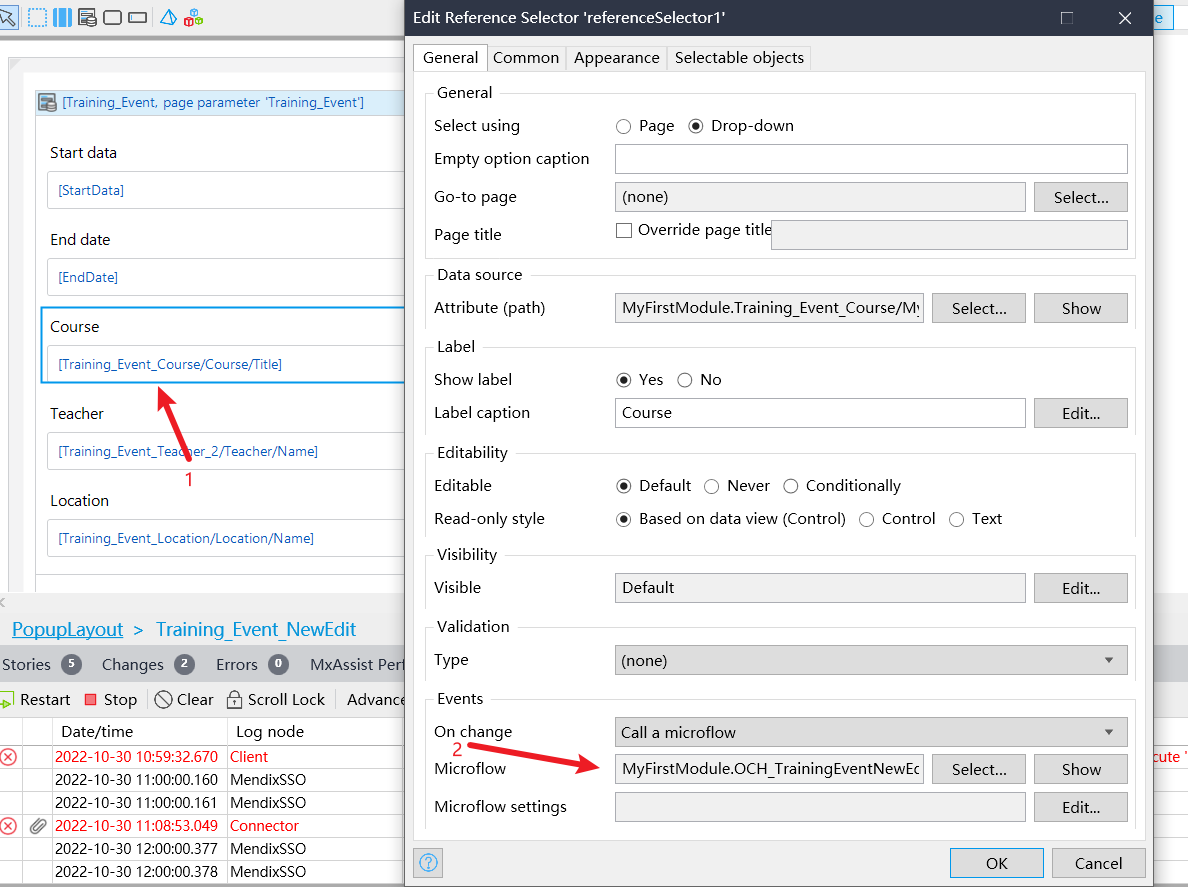 Edit Reference Selector 'referenceSelector1'
e
General
Common
Appearance
Selectable objects
[Training_Event, page parameter 'Training_Event']
Start data
[StartData]
End date
[EndDate]
Course
[Training_Event_Course/Course/Title]
Teacher
[Training_Event_Teacher_2/Teacher/Name]
1
Location
[Training_Event_Location/Location/Name]
General
Select using
Page
Drop-down
Empty option caption
Go-to page
(none)
Select...
Page title
Override page title
Data source
Attribute (path)
MyFirstModule.Training_Event_Course/My
Select...
Show
Label
Show label
Yes
No
Label caption
Course
Edit...
Editability
Editable
Default
Never
Conditionally
Read-only style
Based on data view (Control)
Control
Text
Visibility
Visible
Default
Edit...
Validation
Type
(none)
Events
On change
Call a microflow
2
Microflow
MyFirstModule.OCH_TrainingEventNewEd
Select...
Show
Microflow settings
Edit...
?
OK
Cancel
PopupLayout > Training_Event_NewEdit
Stories 5 Changes 2 Errors 0 MxAssist Perf
Restart Stop Clear Scroll Lock Advance
Date/time Log node
2022-10-30 10:59:32.670 Client
cute '
2022-10-30 11:00:00.160 MendixSSO
2022-10-30 11:00:00.161 MendixSSO
2022-10-30 11:08:53.049 Connector
2022-10-30 12:00:00.377 MendixSSO
2022-10-30 12:00:00.378 MendixSSO